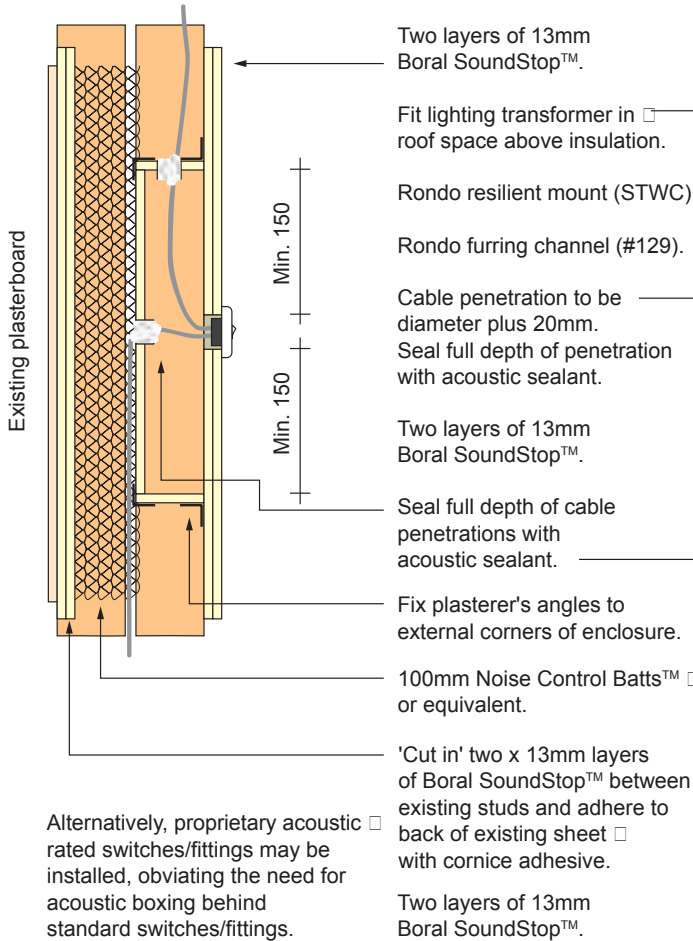 Two layers of 13mm
Boral SoundStop™.
Fit lighting transformer in
roof space above insulation.
Rondo resilient mount (STWC)
Rondo furring channel (#129).
Cable penetration to be
diameter plus 20mm.
Seal full depth of penetration
with acoustic sealant.
Two layers of 13mm
Boral SoundStop™.
Seal full depth of cable
penetrations with
acoustic sealant.
Fix plasterer's angles to
external corners of enclosure.
100mm Noise Control Batts™
or equivalent.
'Cut in' two x 13mm layers
of Boral SoundStop™ between
existing studs and adhere to
back of existing sheet
with cornice adhesive.
Two layers of 13mm
Boral SoundStop™.
Existing plasterboard
Min. 150
Min. 150
Alternatively, proprietary acoustic
rated switches/fittings may be
installed, obviating the need for
acoustic boxing behind
standard switches/fittings.